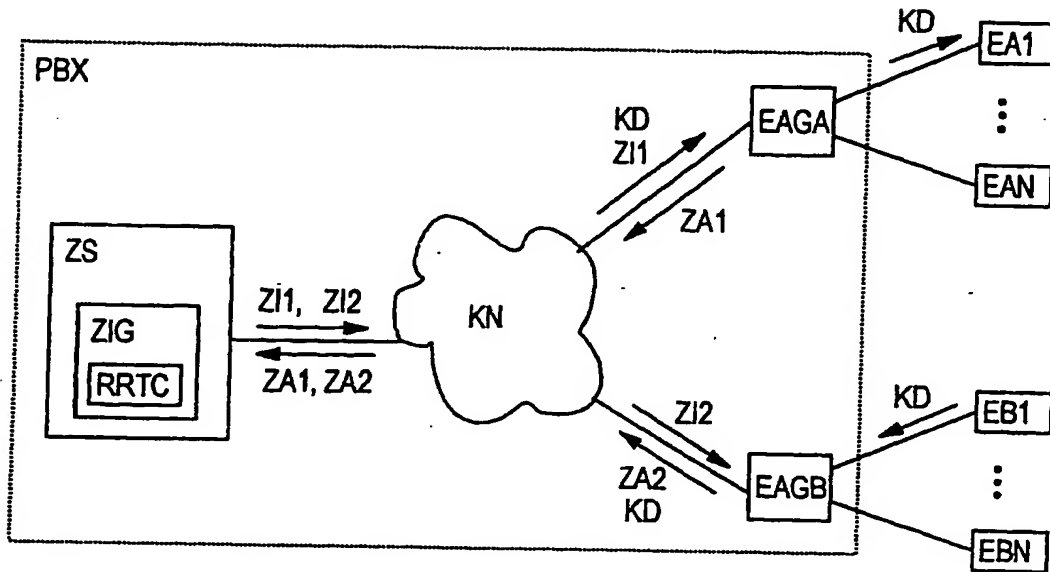 KD
EA1
PBX
EAGA
KD
ZI1
EAN
ZA1
ZS
ZI1, ZI2
KN
ZIG
RRTC
ZA1, ZA2
KD
EB1
ZI2
ZA2
EAGB
KD
EBN